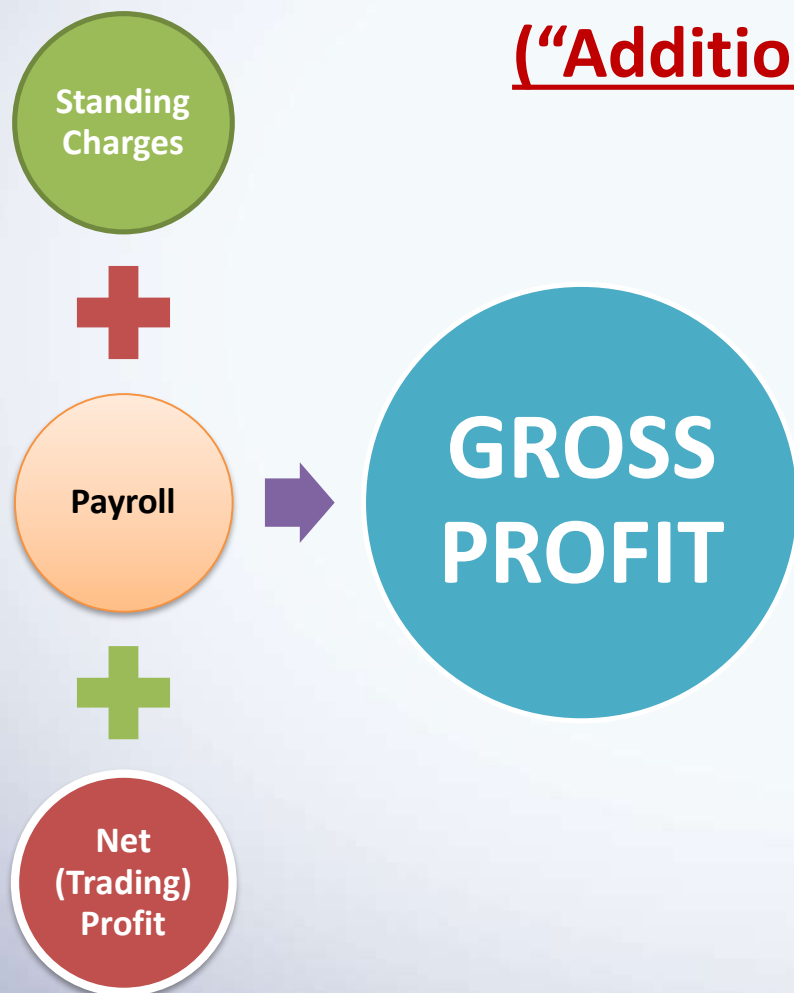 (“Additio
Standing
Charges
Payroll
GROSS
PROFIT
Net
(Trading)
Profit